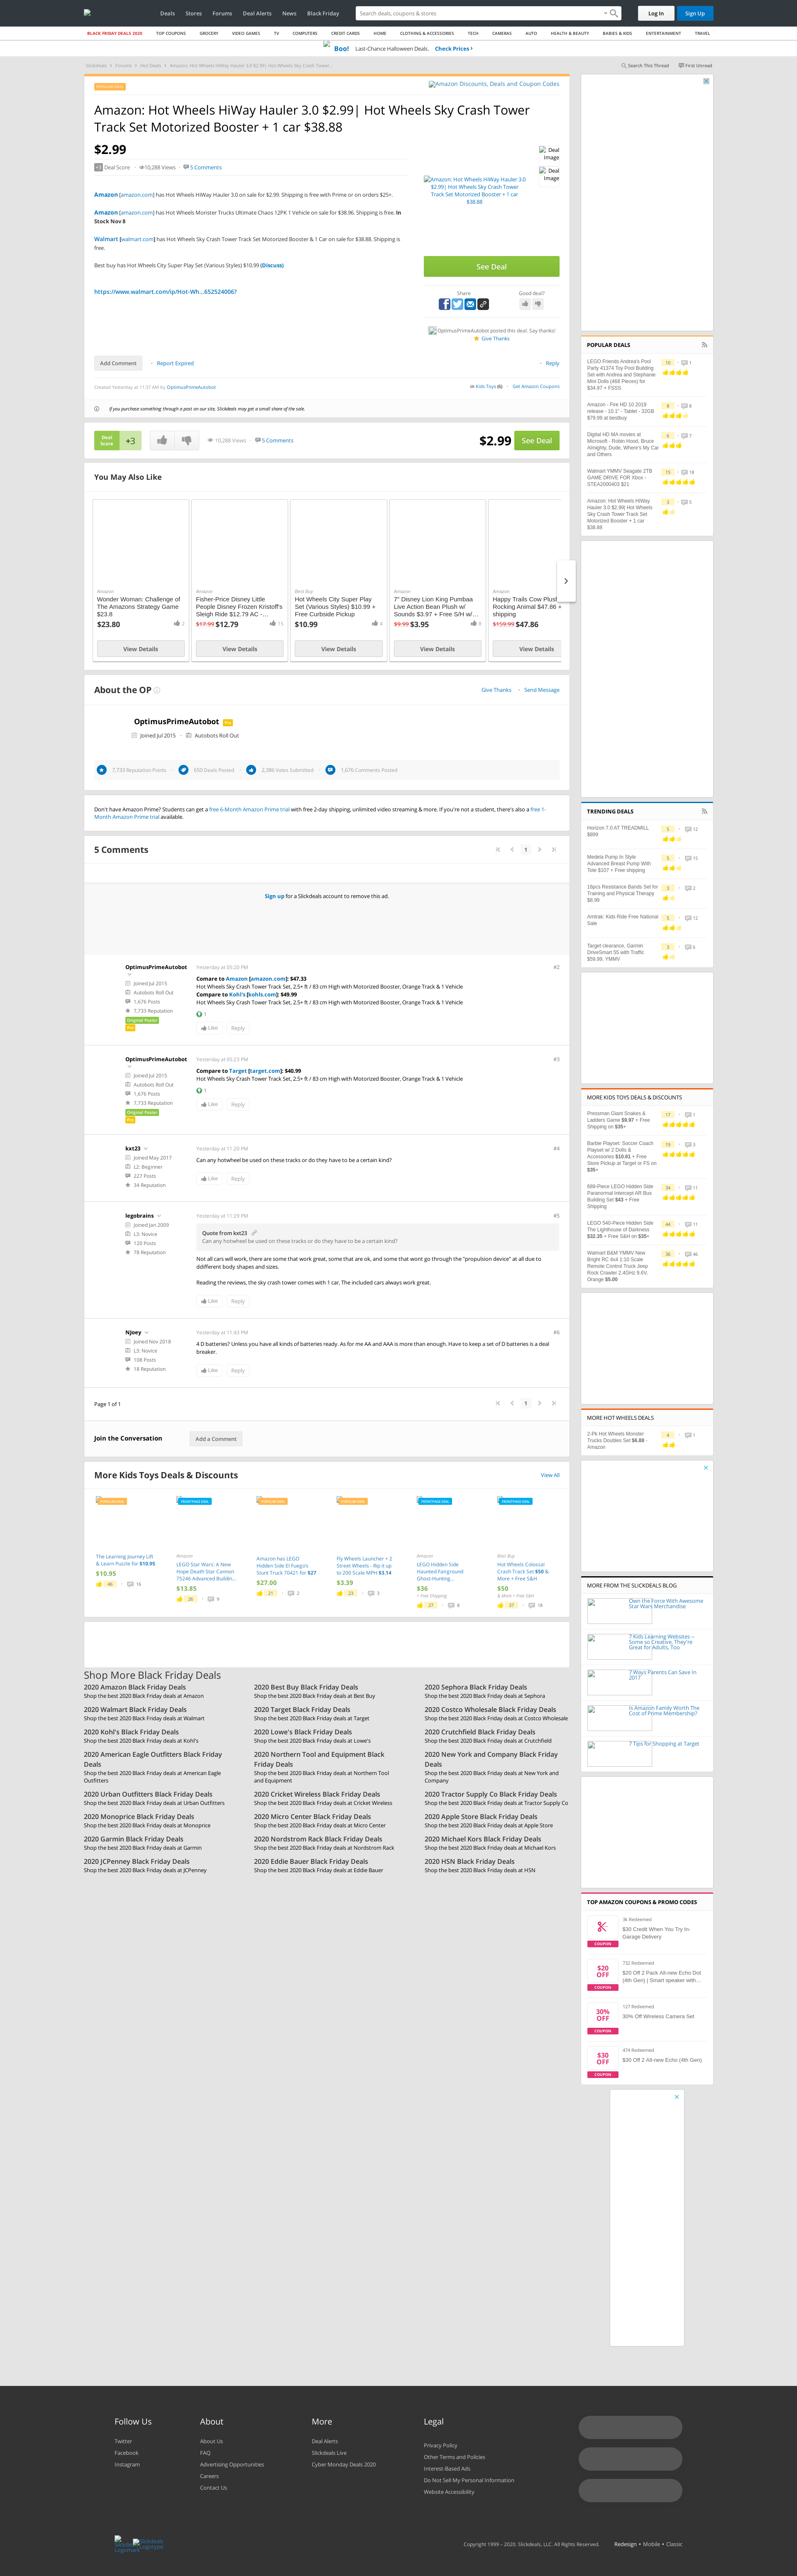 Deals Stores Forums Deal Alerts News Black Friday
Search deals, coupons & stores
Log In
Sign Up
BLACK FRIDAY DEALS 2020 TOP COUPONS GROCERY VIDEO GAMES TV COMPUTERS CREDIT CARDS HOME CLOTHING & ACCESSORIES TECH CAMERAS AUTO HEALTH & BEAUTY BABIES & KIDS ENTERTAINMENT TRAVEL
Boo! Last-Chance Halloween Deals. Check Prices ›
Slickdeals › Forums › Hot Deals › Amazon: Hot Wheels HiWay Hauler 3.0 $2.99| Hot Wheels Sky Crash Tower...
Search This Thread First Unread
POPULAR DEAL
Amazon Discounts, Deals and Coupon Codes
Amazon: Hot Wheels HiWay Hauler 3.0 $2.99| Hot Wheels Sky Crash Tower
Track Set Motorized Booster + 1 car $38.88
$2.99
+3 Deal Score 10,288 Views 5 Comments
Amazon [amazon.com] has Hot Wheels HiWay Hauler 3.0 on sale for $2.99. Shipping is free with Prime or on orders $25+.
Amazon [amazon.com] has Hot Wheels Monster Trucks Ultimate Chaos 12PK 1 Vehicle on sale for $38.96. Shipping is free. In
Stock Nov 8
Walmart [walmart.com] has Hot Wheels Sky Crash Tower Track Set Motorized Booster & 1 Car on sale for $38.88. Shipping is
free.
Best buy has Hot Wheels City Super Play Set (Various Styles) $10.99 (Discuss)
https://www.walmart.com/ip/Hot-Wh...652524006?
Amazon: Hot Wheels HiWay Hauler 3.0
$2.99| Hot Wheels Sky Crash Tower
Track Set Motorized Booster + 1 car
$38.88
Deal
image
Deal
image
See Deal
Share
Good deal?
OptimusPrimeAutobot posted this deal. Say thanks!
Give Thanks
Add Comment Report Expired
Reply
Created Yesterday at 11:37 AM by OptimusPrimeAutobot
in Kids Toys (6) Get Amazon Coupons
If you purchase something through a post on our site, Slickdeals may get a small share of the sale.
Deal
Score
+3
10,288 Views 5 Comments
$2.99 See Deal
You May Also Like
Amazon
Wonder Woman: Challenge of
The Amazons Strategy Game
$23.8
$23.80 2
View Details
Amazon
Fisher-Price Disney Little
People Disney Frozen Kristoff's
Sleigh Ride $12.79 AC -...
$17.99 $12.79 15
View Details
Best Buy
Hot Wheels City Super Play
Set (Various Styles) $10.99 +
Free Curbside Pickup
$10.99 4
View Details
Amazon
7" Disney Lion King Pumbaa
Live Action Bean Plush w/
Sounds $3.97 + Free S/H w/...
$9.99 $3.95 8
View Details
Amazon
Happy Trails Cow Plush
Rocking Animal $47.86 +
shipping
$159.99 $47.86
View Details
About the OP
Give Thanks Send Message
OptimusPrimeAutobot Pro
Joined Jul 2015 Autobots Roll Out
7,733 Reputation Points 650 Deals Posted 2,386 Votes Submitted 1,676 Comments Posted
Don't have Amazon Prime? Students can get a free 6-Month Amazon Prime trial with free 2-day shipping, unlimited video streaming & more. If you're not a student, there's also a free 1-
Month Amazon Prime trial available.
5 Comments
1
Sign up for a Slickdeals account to remove this ad.
OptimusPrimeAutobot
Joined Jul 2015
Autobots Roll Out
1,676 Posts
7,733 Reputation
Original Poster
Pro
Yesterday at 05:20 PM #2
Comare to Amazon [amazon.com]: $47.33
Hot Wheels Sky Crash Tower Track Set, 2.5+ ft / 83 cm High with Motorized Booster, Orange Track & 1 Vehicle
Compare to Kohl's [kohls.com]: $49.99
Hot Wheels Sky Crash Tower Track Set, 2.5+ ft / 83 cm High with Motorized Booster, Orange Track & 1 Vehicle
1
Like Reply
OptimusPrimeAutobot
Joined Jul 2015
Autobots Roll Out
1,676 Posts
7,733 Reputation
Original Poster
Pro
Yesterday at 05:23 PM #3
Compare to Target [target.com]: $40.99
Hot Wheels Sky Crash Tower Track Set, 2.5+ ft / 83 cm High with Motorized Booster, Orange Track & 1 Vehicle
1
Like Reply
kxt23
Joined May 2017
L2: Beginner
227 Posts
34 Reputation
Yesterday at 11:20 PM #4
Can any hotwheel be used on these tracks or do they have to be a certain kind?
Like Reply
legobrains
Joined Jan 2009
L3: Novice
120 Posts
78 Reputation
Yesterday at 11:29 PM #5
Quote from kxt23
Can any hotwheel be used on these tracks or do they have to be a certain kind?
Not all cars will work, there are some that work great, some that are ok, and some that wont go through the "propulsion device" at all due to
idifferent body shapes and sizes.
Reading the reviews, the sky crash tower comes with 1 car, The included cars always work great.
Like Reply
NJoey
Joined Nov 2018
L3: Novice
108 Posts
18 Reputation
Yesterday at 11:43 PM #6
4 D batteries? Unless you have all kinds of batteries ready. As for me AA and AAA is more than enough. Have to keep a set of D batteries is a deal
breaker.
Like Reply
Page 1 of 1
1
Join the Conversation Add a Comment
More Kids Toys Deals & Discounts
View All
POPULAR DEAL
The Learning Journey Lift
& Learn Puzzle for $10.95
$10.95
46 16
FRONTPAGE DEAL
Amazon
LEGO Star Wars: A New
Hope Death Star Cannon
75246 Advanced Buildin...
$13.85
26 9
POPULAR DEAL
Amazon has LEGO
Hidden Side El Fuego's
Stunt Truck 70421 for $27
$27.00
21 2
POPULAR DEAL
Fly Wheels Launcher + 2
Street Wheels - Rip it up
to 200 Scale MPH $3.14
$3.39
23 3
FRONTPAGE DEAL
Amazon
LEGO Hidden Side
Haunted Fairground
Ghost-Hunting...
$36
+ Free Shipping
27 8
FRONTPAGE DEAL
Best Buy
Hot Wheels Colossal
Crash Track Set $50 &
More + Free S&H
$50
& More + Free S&H
37 18
Shop More Black Friday Deals
2020 Amazon Black Friday Deals
Shop the best 2020 Black Friday deals at Amazon
2020 Best Buy Black Friday Deals
Shop the best 2020 Black Friday deals at Best Buy
2020 Sephora Black Friday Deals
Shop the best 2020 Black Friday deals at Sephora
2020 Walmart Black Friday Deals
Shop the best 2020 Black Friday deals at Walmart
2020 Target Black Friday Deals
Shop the best 2020 Black Friday deals at Target
2020 Costco Wholesale Black Friday Deals
Shop the best 2020 Black Friday deals at Costco Wholesale
2020 Kohl's Black Friday Deals
Shop the best 2020 Black Friday deals at Kohl's
2020 Lowe's Black Friday Deals
Shop the best 2020 Black Friday deals at Lowe's
2020 Crutchfield Black Friday Deals
Shop the best 2020 Black Friday deals at Crutchfield
2020 American Eagle Outfitters Black Friday
Deals
Shop the best 2020 Black Friday deals at American Eagle
Outfitters
2020 Northern Tool and Equipment Black
Friday Deals
Shop the best 2020 Black Friday deals at Northern Tool
and Equipment
2020 New York and Company Black Friday
Deals
Shop the best 2020 Black Friday deals at New York and
Company
2020 Urban Outfitters Black Friday Deals
Shop the best 2020 Black Friday deals at Urban Outfitters
2020 Cricket Wireless Black Friday Deals
Shop the best 2020 Black Friday deals at Cricket Wireless
2020 Tractor Supply Co Black Friday Deals
Shop the best 2020 Black Friday deals at Tractor Supply Co
2020 Monoprice Black Friday Deals
Shop the best 2020 Black Friday deals at Monoprice
2020 Micro Center Black Friday Deals
Shop the best 2020 Black Friday deals at Micro Center
2020 Apple Store Black Friday Deals
Shop the best 2020 Black Friday deals at Apple Store
2020 Garmin Black Friday Deals
Shop the best 2020 Black Friday deals at Garmin
2020 Nordstrom Rack Black Friday Deals
Shop the best 2020 Black Friday deals at Nordstrom Rack
2020 Michael Kors Black Friday Deals
Shop the best 2020 Black Friday deals at Michael Kors
2020 JCPenney Black Friday Deals
Shop the best 2020 Black Friday deals at JCPenney
2020 Eddie Bauer Black Friday Deals
Shop the best 2020 Black Friday deals at Eddie Bauer
2020 HSN Black Friday Deals
Shop the best 2020 Black Friday deals at HSN
POPULAR DEALS
LEGO Friends Andrea's Pool
Party 41374 Toy Pool Building
Set with Andrea and Stephanie
Mini Dolls (468 Pieces) for
$34.97 + FSSS
10 1
Amazon - Fire HD 10 2019
release - 10.1" - Tablet - 32GB
$79.99 at bestbuy
8 8
Digital HD MA movies at
Microsoft - Robin Hood, Bruce
Almighty, Dude, Where's My Car
and Others
6 7
Walmart YMMV Seagate 2TB
GAME DRIVE FOR Xbox -
STEA2000403 $21
15 18
Amazon: Hot Wheels HiWay
Hauler 3.0 $2.99| Hot Wheels
Sky Crash Tower Track Set
Motorized Booster + 1 car
$38.88
3 5
TRENDING DEALS
Horizon 7.0 AT TREADMILL
$899
5 12
Medela Pump In Style
Advanced Breast Pump With
Tote $107 + Free shipping
5 15
16pcs Resistance Bands Set for
Training and Physical Therapy
$8.99
3 2
Amtrak: Kids Ride Free National
Sale
5 12
Target clearance, Garmin
DriveSmart 55 with Traffic
$59.99. YMMV
3 6
MORE KIDS TOYS DEALS & DISCOUNTS
Pressman Giant Snakes &
Ladders Game $9.97 + Free
Shipping on $35+
17 1
Barbie Playset: Soccer Coach
Playset w/ 2 Dolls &
Accessories $10.81 + Free
Store Pickup at Target or FS on
$35+
19 3
689-Piece LEGO Hidden Side
Paranormal Intercept AR Bus
Building Set $43 + Free
Shipping
34 11
LEGO 540-Piece Hidden Side
The Lighthouse of Darkness
$32.35 + Free S&H on $35+
44 11
Walmart B&M YMMV New
Bright RC 4x4 1:10 Scale
Remote Control Truck Jeep
Rock Crawler 2.4GHz 9.6V.
Orange $5.00
36 46
MORE HOT WHEELS DEALS
2-Pk Hot Wheels Monster
Trucks Doubles Set $6.88 -
Amazon
4 1
MORE FROM THE SLICKDEALS BLOG
Own the Force With Awesome
Star Wars Merchandise
7 Kids Learning Websites –
Some so Creative, They're
Great for Adults, Too
7 Ways Parents Can Save In
2017
Is Amazon Family Worth The
Cost of Prime Membership?
7 Tips for Shopping at Target
TOP AMAZON COUPONS & PROMO CODES
COUPON
3k Redeemed
$30 Credit When You Try In-
Garage Delivery
$20
OFF
COUPON
732 Redeemed
$20 Off 2 Pack All-new Echo Dot
(4th Gen) | Smart speaker with...
30%
OFF
COUPON
127 Redeemed
30% Off Wireless Camera Set
$30
OFF
COUPON
474 Redeemed
$30 Off 2 All-new Echo (4th Gen)
Follow Us
Twitter
Facebook
Instagram
About
About Us
FAQ
Advertising Opportunities
Careers
Contact Us
More
Deal Alerts
Slickdeals Live
Cyber Monday Deals 2020
Legal
Privacy Policy
Other Terms and Policies
Interest-Based Ads
Do Not Sell My Personal Information
Website Accessibility
Copyright 1999 – 2020. Slickdeals, LLC. All Rights Reserved. Redesign • Mobile • Classic